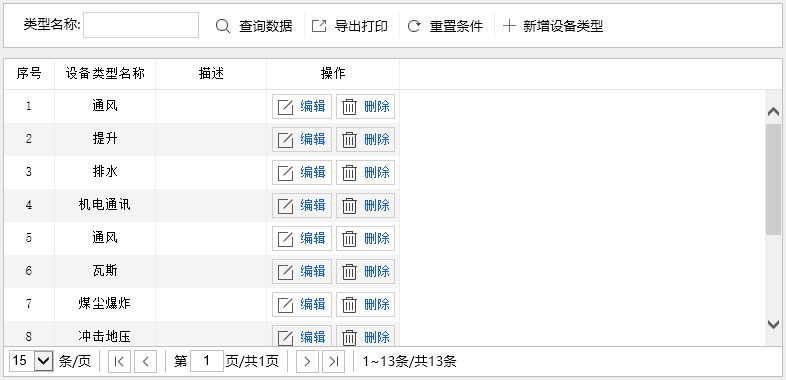 类型名称: 查询数据 导出打印 重置条件 新增设备类型
序号 设备类型名称 描述 操作
1 通风 编辑 删除
2 提升 编辑 删除
3 排水 编辑 删除
4 机电通讯 编辑 删除
5 通风 编辑 删除
6 瓦斯 编辑 删除
7 煤尘爆炸 编辑 删除
8 冲击地压 编辑 删除
15 条/页 第 1 页/共1页 1~13条/共13条